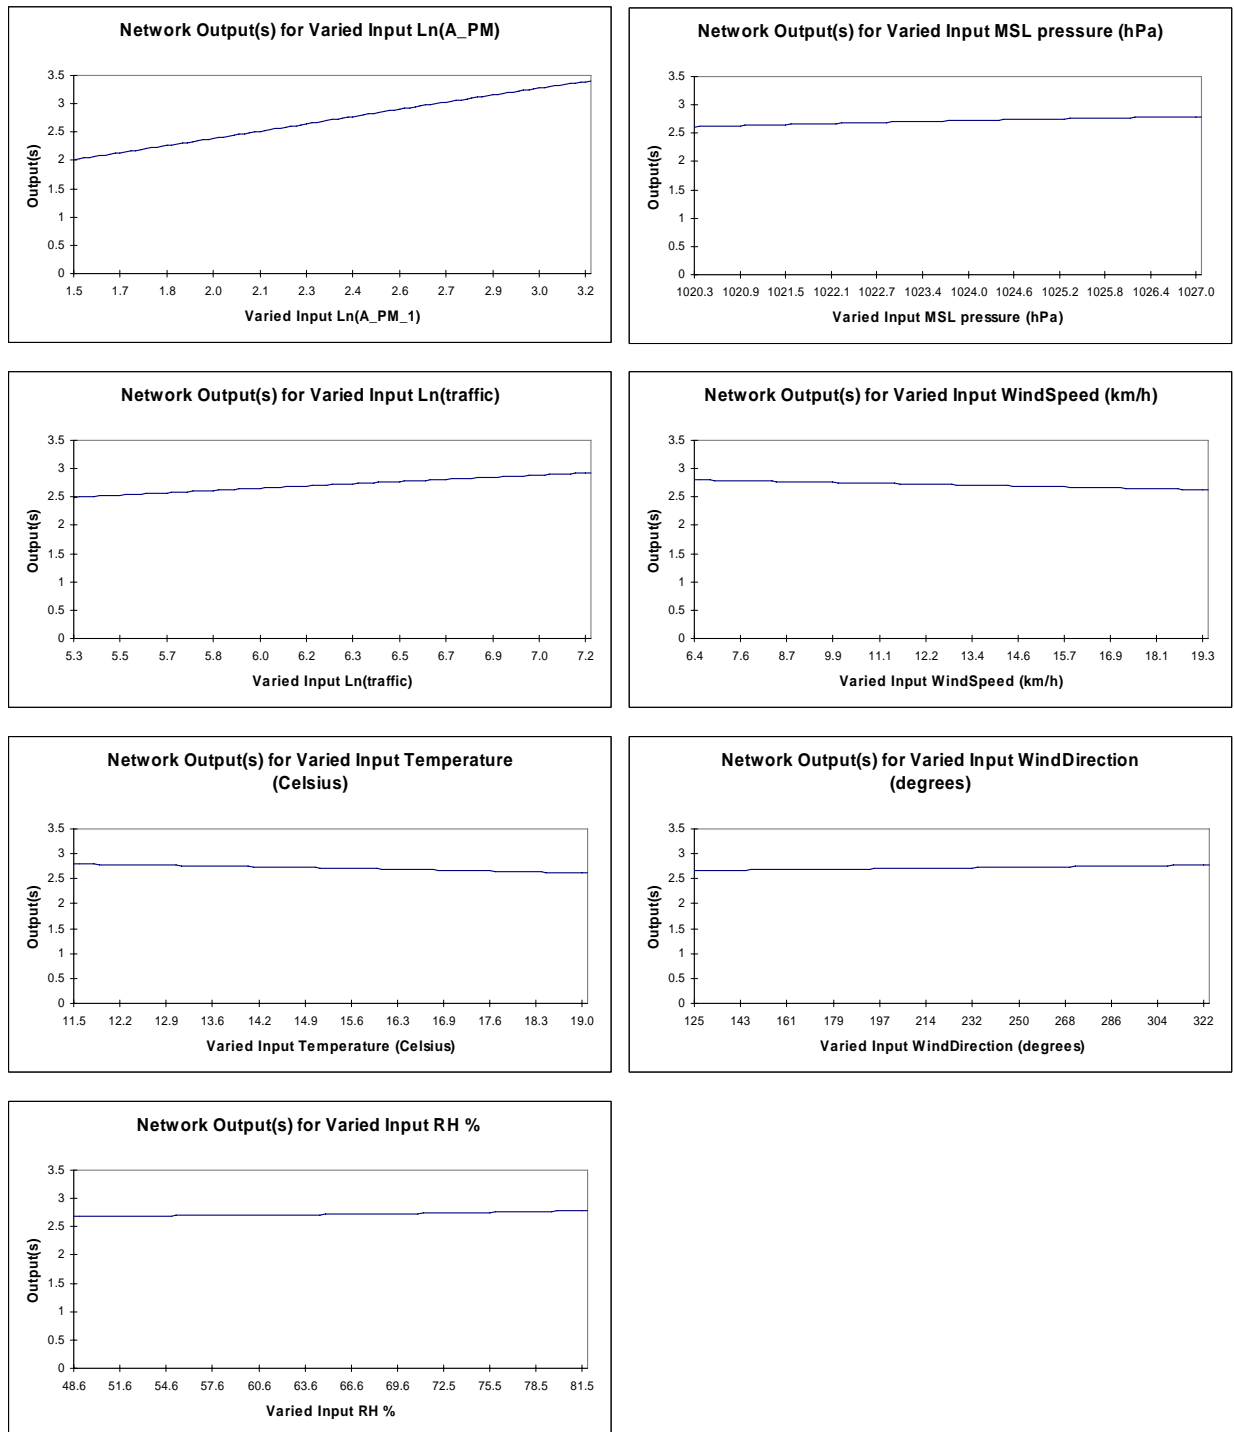 Network Output(s) for Varied Input Ln(A_PM)
3.5
3
2.5
2
1.5
1
0.5
0
Output(s)
1.5 1.7 1.8 2.0 2.1 2.3 2.4 2.6 2.7 2.9 3.0 3.2
Varied Input Ln(A_PM_1)
Network Output(s) for Varied Input MSL pressure (hPa)
3.5
3
2.5
2
1.5
1
0.5
0
Output(s)
1020.3 1020.9 1021.5 1022.1 1022.7 1023.4 1024.0 1024.6 1025.2 1025.8 1026.4 1027.0
Varied Input MSL pressure (hPa)
Network Output(s) for Varied Input Ln(traffic)
3.5
3
2.5
2
1.5
1
0.5
0
Output(s)
5.3 5.5 5.7 5.8 6.0 6.2 6.3 6.5 6.7 6.9 7.0 7.2
Varied Input Ln(traffic)
Network Output(s) for Varied Input WindSpeed (km/h)
3.5
3
2.5
2
1.5
1
0.5
0
Output(s)
6.4 7.6 8.7 9.9 11.1 12.2 13.4 14.6 15.7 16.9 18.1 19.3
Varied Input WindSpeed (km/h)
Network Output(s) for Varied Input Temperature
(Celsius)
3.5
3
2.5
2
1.5
1
0.5
0
Output(s)
11.5 12.2 12.9 13.6 14.2 14.9 15.6 16.3 16.9 17.6 18.3 19.0
Varied Input Temperature (Celsius)
Network Output(s) for Varied Input WindDirection
(degrees)
3.5
3
2.5
2
1.5
1
0.5
0
Output(s)
125 143 161 179 197 214 232 250 268 286 304 322
Varied Input WindDirection (degrees)
Network Output(s) for Varied Input RH %
3.5
3
2.5
2
1.5
1
0.5
0
Output(s)
48.6 51.6 54.6 57.6 60.6 63.6 66.6 69.6 72.5 75.5 78.5 81.5
Varied Input RH %